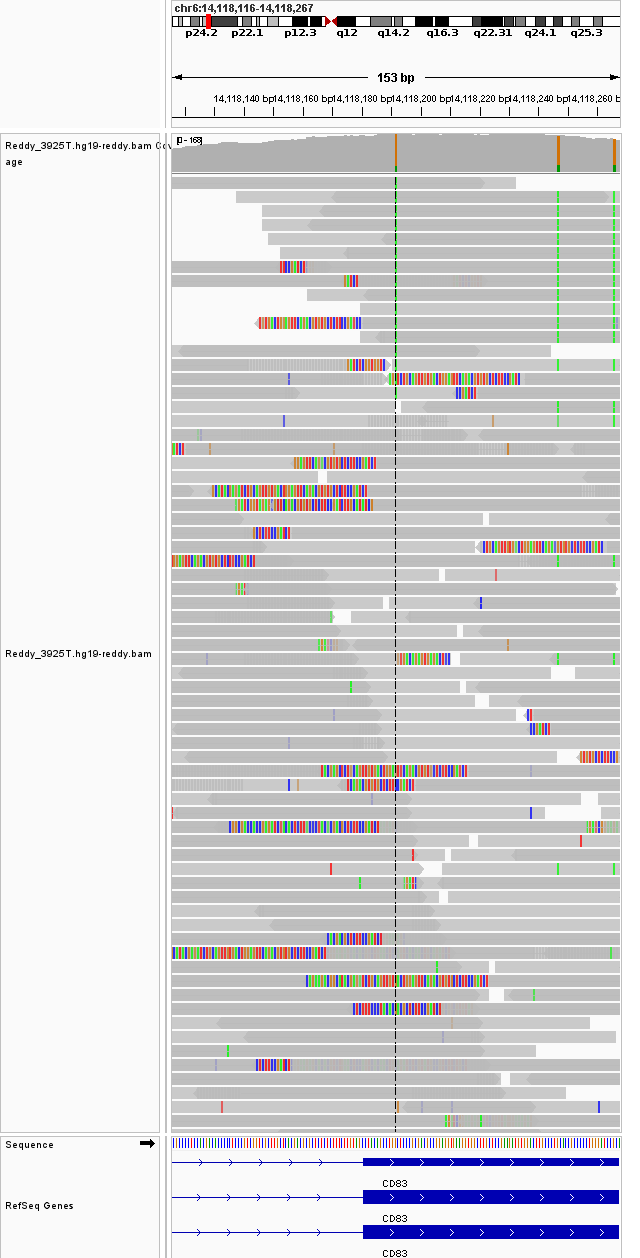 chr6:14,118,116-14,118,267
p24.2 p22.1 p12.3 q12 q14.2 q16.3 q22.31 q24.1 q25.3
153 bp
14,118,140 bp 14,118,160 bp 14,118,180 bp 14,118,200 bp 14,118,220 bp 14,118,240 bp 14,118,260 bp
Reddy_3925T.hg19-reddy.bam Cov
age
Reddy_3925T.hg19-reddy.bam
Sequence
CD83
RefSeq Genes
CD83
CD83